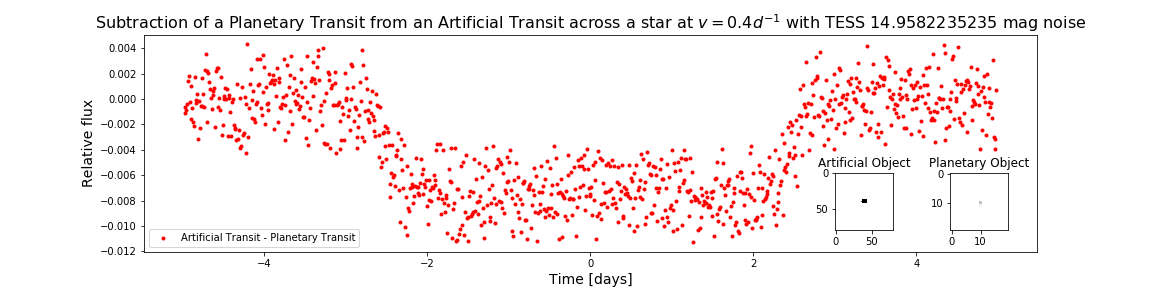 Subtraction of a Planetary Transit from an Artificial Transit across a star at v = 0.4d⁻¹ with TESS 14.9582235235 mag noise
Relative flux
0.004
0.002
0.000
−0.002
−0.004
−0.006
−0.008
−0.010
−0.012
Artificial Transit - Planetary Transit
Artificial Object
0
50
0 50
Planetary Object
0
10
0 10
−4 −2 0 2 4
Time [days]